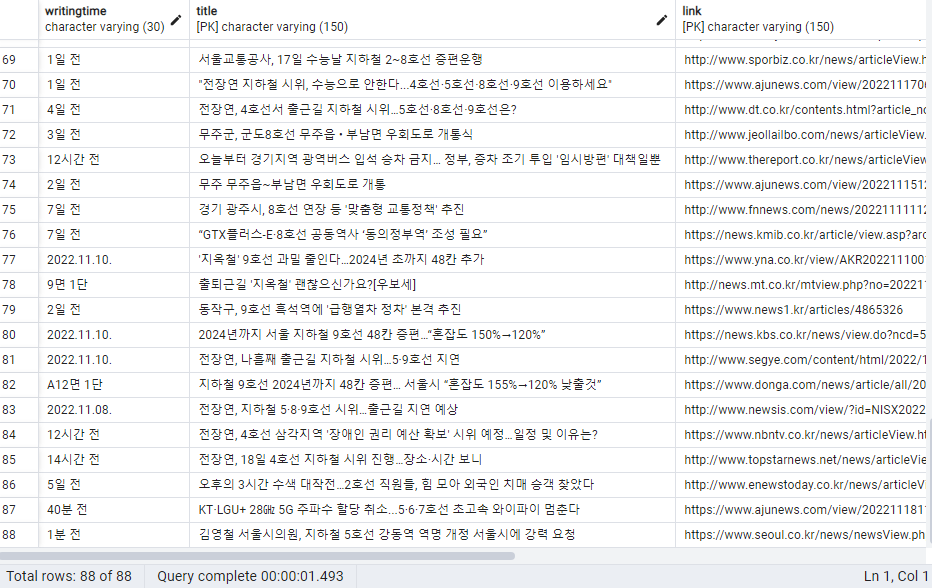 writingtime title link
character varying (30) [PK] character varying (150) [PK] character varying (150)
69 1일 전 서울교통공사, 17일 수능날 지하철 2~8호선 증편운행 http://www.sporbiz.co.kr/news/articleView.h
70 1일 전 "전장연 지하철 시위, 수능으로 안한다...4호선·5호선·8호선·9호선 이용하세요" https://www.ajunews.com/view/2022111706
71 4일 전 전장연, 4호선서 출근길 지하철 시위…5호선·8호선·9호선은? http://www.dt.co.kr/contents.html?article_no
72 3일 전 무주군, 군도8호선 무주읍·부남면 우회도로 개통식 http://www.jeollailbo.com/news/articleView.
73 12시간 전 오늘부터 경기지역 광역버스 입석 승차 금지… 정부, 증차 조기 투입 '임시방편' 대책일뿐 http://www.thereport.co.kr/news/articleView
74 2일 전 무주 무주읍~부남면 우회도로 개통 https://www.ajunews.com/view/2022111512
75 7일 전 경기 광주시, 8호선 연장 등 '맞춤형 교통정책' 추진 https://www.fnnews.com/news/20221111112
76 7일 전 “GTX플러스-E·8호선 공동역사 ‘동의정부역’ 조성 필요” https://news.kmib.co.kr/article/view.asp?arc
77 2022.11.10. '지옥철' 9호선 과밀 줄인다…2024년 초까지 48칸 추가 https://www.yna.co.kr/view/AKR202211100
78 9면 1단 출퇴근길 '지옥철' 괜찮으신가요?[우보세] http://news.mt.co.kr/mtview.php?no=20221
79 2일 전 동작구, 9호선 흑석역에 '급행열차 정차' 본격 추진 https://www.news1.kr/articles/4865326
80 2022.11.10. 2024년까지 서울 지하철 9호선 48칸 증편…“혼잡도 150%→120%” https://news.kbs.co.kr/news/view.do?ncd=5
81 2022.11.10. 전장연, 나흘째 출근길 지하철 시위…5·9호선 지연 http://www.segye.com/content/html/2022/1
82 A12면 1단 지하철 9호선 2024년까지 48칸 증편… 서울시 “혼잡도 155%→120% 낮출것” https://www.donga.com/news/article/all/20
83 2022.11.08. 전장연, 지하철 5·8·9호선 시위…출근길 지연 예상 http://www.newsis.com/view/?id=NISX2022
84 12시간 전 전장연, 4호선 삼각지역 '장애인 권리 예산 확보' 시위 예정…일정 및 이유는? http://www.nbntv.co.kr/news/articleView.ht
85 14시간 전 전장연, 18일 4호선 지하철 시위 진행…장소·시간 보니 http://www.topstarnews.net/news/articleVie
86 5일 전 오후의 3시간 수색 대작전…2호선 직원들, 힘 모아 외국인 치매 승객 찾았다 http://www.enewstoday.co.kr/news/articleV
87 40분 전 KT·LGU+ 28㎓ 5G 주파수 할당 취소...5·6·7호선 초고속 와이파이 멈춘다 https://www.ajunews.com/view/2022111811
88 1분 전 김영철 서울시의원, 지하철 5호선 강동역 역명 개정 서울시에 강력 요청 https://www.seoul.co.kr/news/newsView.ph
Total rows: 88 of 88 Query complete 00:00:01.493 Ln 1, Col 1